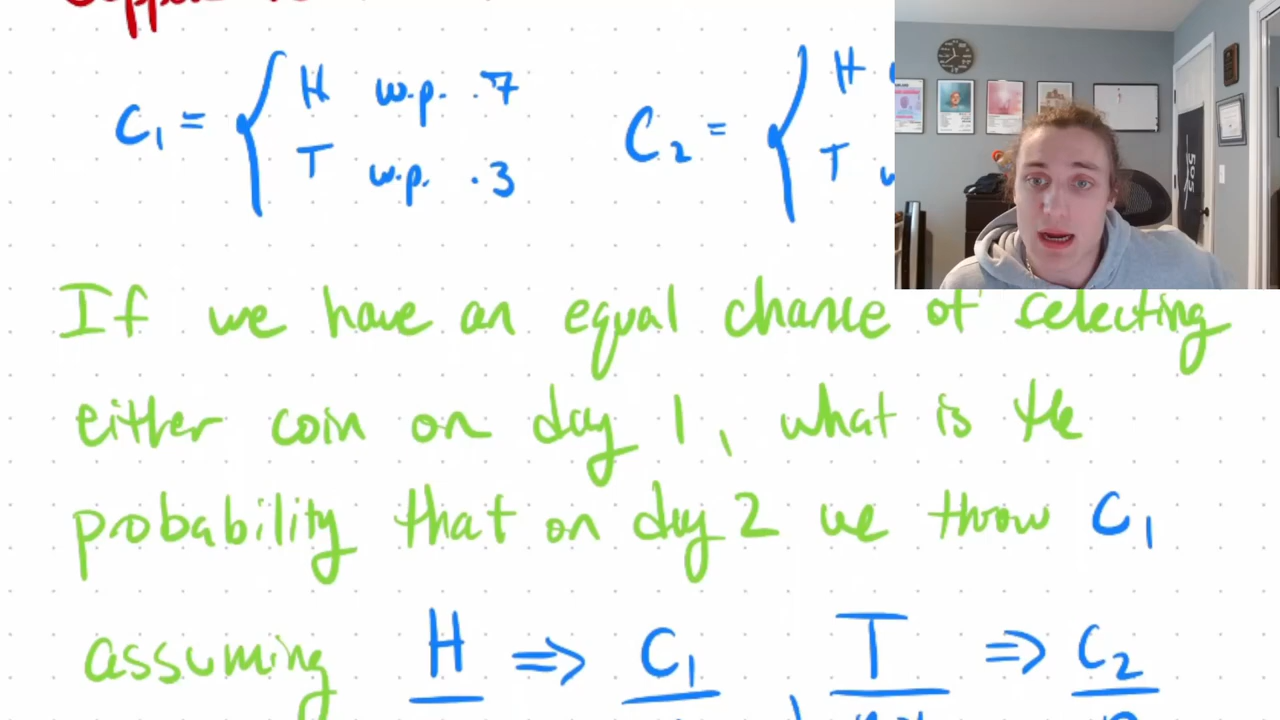 C₁ = { H w.p. .7
T w.p. .3
C₂ = { H
T
If we have an equal chance of selecting
either coin on day 1, what is the
probability that on day 2 we throw C₁
assuming H ⇒ C₁, T ⇒ C₂
505